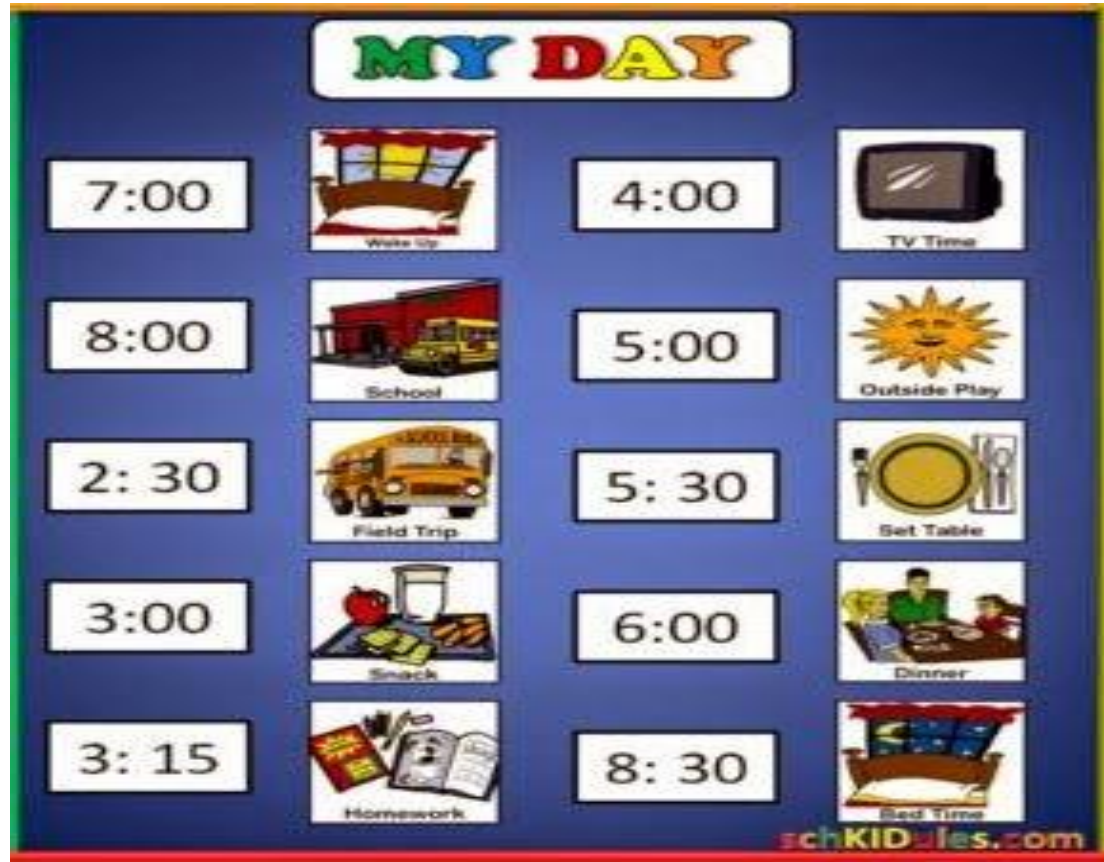 MY DAY
7:00
Wake Up
8:00
School
2: 30
Field Trip
3:00
Snack
3: 15
Homework
4:00
TV Time
5:00
Outside Play
5: 30
Set Table
6:00
Dinner
8: 30
Bed Time
schKIDules.com